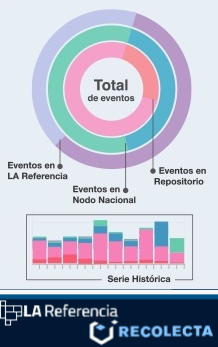 Total
de eventos
Eventos en
LA Referencia
Eventos en
Repositorio
Eventos en
Nodo Nacional
Serie Histórica
LA Referencia
RECOLECTA